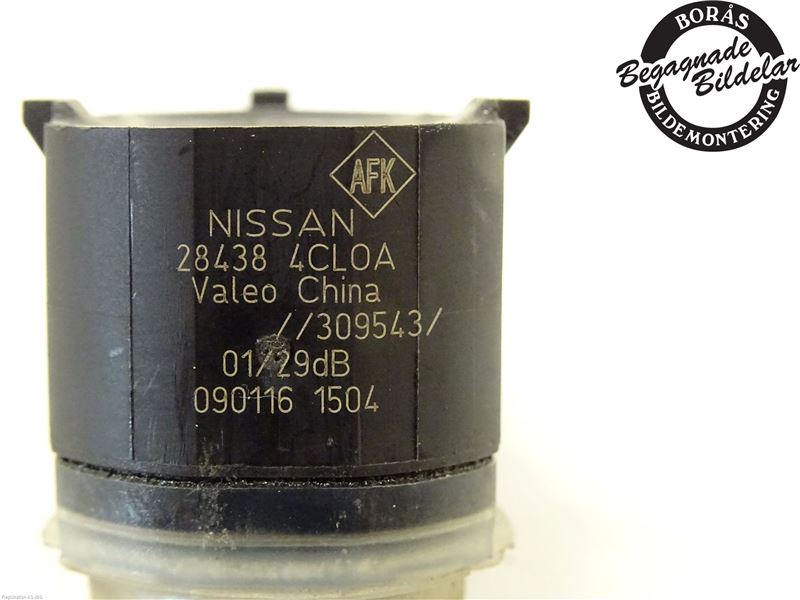 BORÅS
Begagnade
Bildelar
BILDEMONTERING
AFK
NISSAN
28438 4CL0A
Valeo China
//309543/
01/29dB
090116 1504